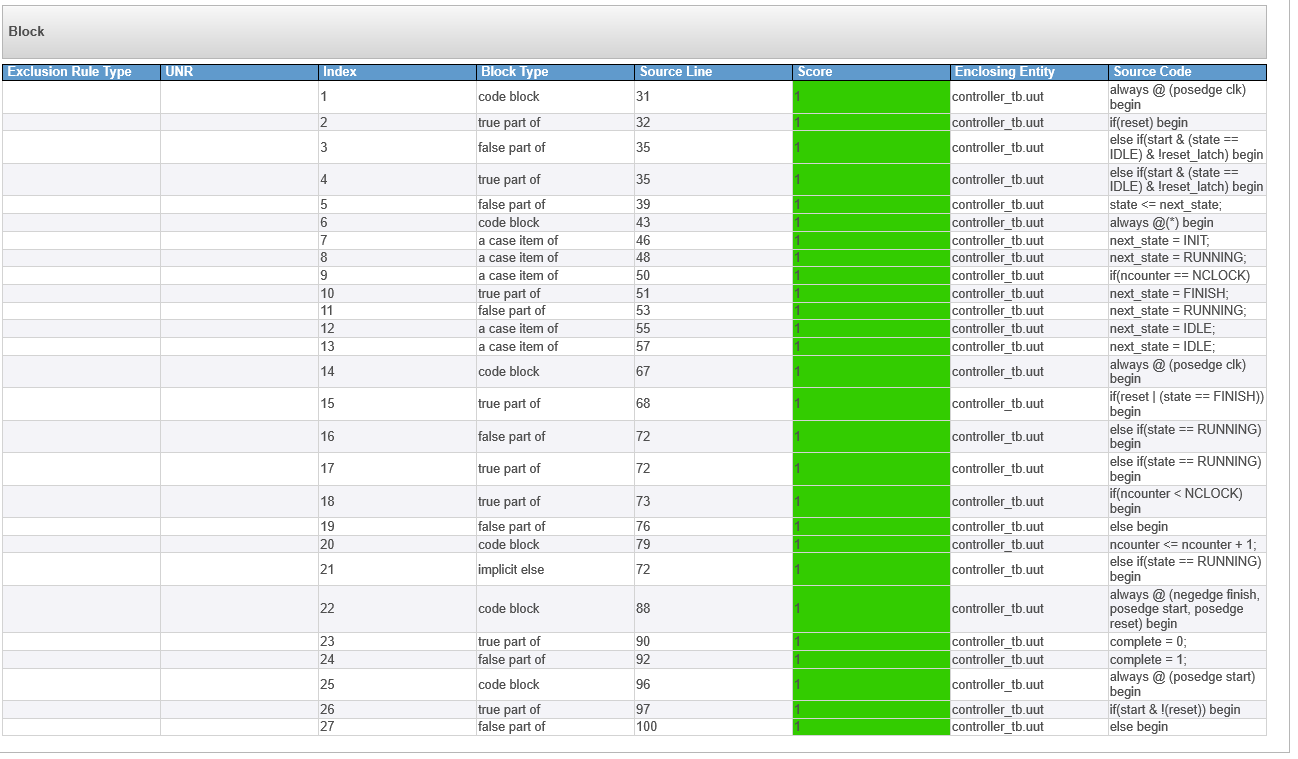 Block
Exclusion Rule Type UNR Index Block Type Source Line Score Enclosing Entity Source Code
1 code block 31 1 controller_tb.uut always @ (posedge clk)
begin
2 true part of 32 1 controller_tb.uut if(reset) begin
3 false part of 35 1 controller_tb.uut else if(start & (state ==
IDLE) & !reset_latch) begin
4 true part of 35 1 controller_tb.uut else if(start & (state ==
IDLE) & !reset_latch) begin
5 false part of 39 1 controller_tb.uut state <= next_state;
6 code block 43 1 controller_tb.uut always @(*) begin
7 a case item of 46 1 controller_tb.uut next_state = INIT;
8 a case item of 48 1 controller_tb.uut next_state = RUNNING;
9 a case item of 50 1 controller_tb.uut if(ncounter == NCLOCK)
10 true part of 51 1 controller_tb.uut next_state = FINISH;
11 false part of 53 1 controller_tb.uut next_state = RUNNING;
12 a case item of 55 1 controller_tb.uut next_state = IDLE;
13 a case item of 57 1 controller_tb.uut next_state = IDLE;
14 code block 67 1 controller_tb.uut always @ (posedge clk)
begin
15 true part of 68 1 controller_tb.uut if(reset | (state == FINISH))
begin
16 false part of 72 1 controller_tb.uut else if(state == RUNNING)
begin
17 true part of 72 1 controller_tb.uut else if(state == RUNNING)
begin
18 true part of 73 1 controller_tb.uut if(ncounter < NCLOCK)
begin
19 false part of 76 1 controller_tb.uut else begin
20 code block 79 1 controller_tb.uut ncounter <= ncounter + 1;
21 implicit else 72 1 controller_tb.uut else if(state == RUNNING)
begin
22 code block 88 1 controller_tb.uut always @ (negedge finish,
posedge start, posedge
reset) begin
23 true part of 90 1 controller_tb.uut complete = 0;
24 false part of 92 1 controller_tb.uut complete = 1;
25 code block 96 1 controller_tb.uut always @ (posedge start)
begin
26 true part of 97 1 controller_tb.uut if(start & !(reset)) begin
27 false part of 100 1 controller_tb.uut else begin